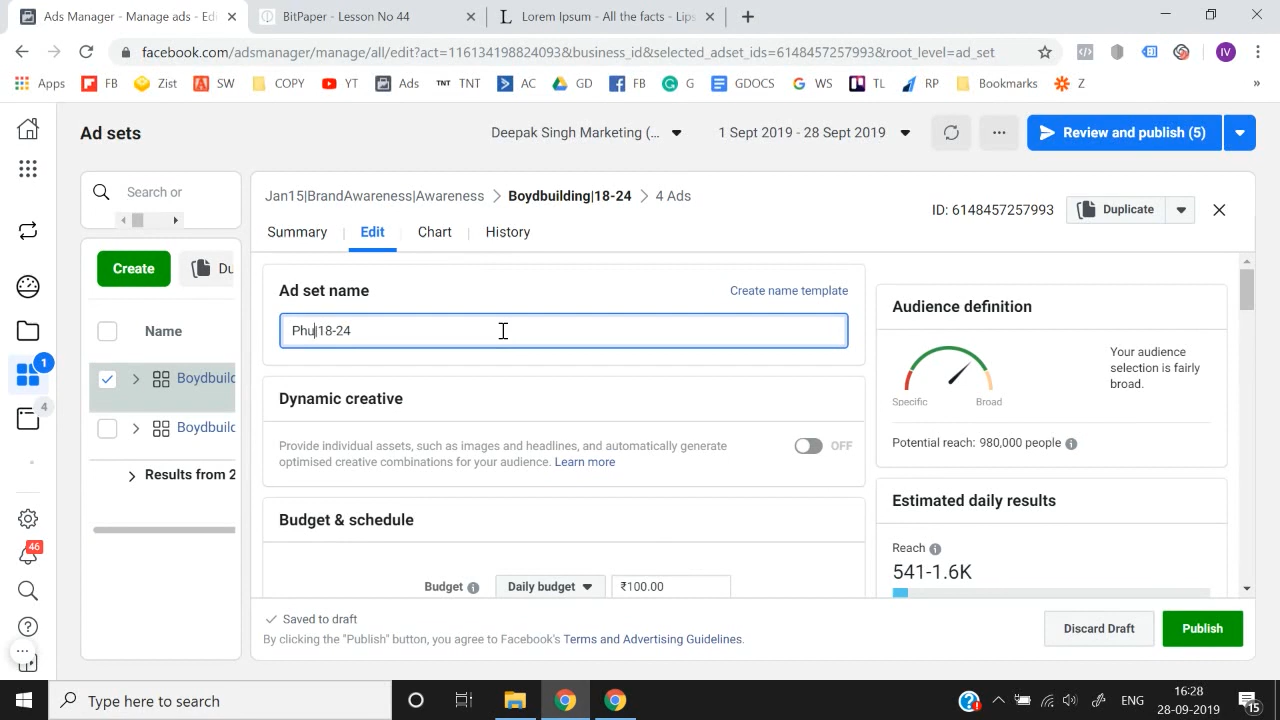 Ads Manager - Manage ads - Edi
BitPaper - Lesson No 44
Lorem Ipsum - All the facts - Lips
facebook.com/adsmanager/manage/all/edit?act=1161341988240938&business_id&selected_adset_ids=6148457257993&root_level=ad_set
IV
Apps FB Zist SW COPY YT Ads TNT TNT AC GD FB G GDOCS WS TL RP Bookmarks Z
Ad sets
Deepak Singh Marketing (...
1 Sept 2019 - 28 Sept 2019
Review and publish (5)
Search or
Jan15|BrandAwareness|Awareness > Boydbuilding|18-24 > 4 Ads
ID: 6148457257993
Duplicate
Summary Edit Chart History
Create
Du
Ad set name
Create name template
Phu|18-24
Name
Boydbuild
Boydbuild
Results from 2
Dynamic creative
Provide individual assets, such as images and headlines, and automatically generate
optimised creative combinations for your audience. Learn more
OFF
Budget & schedule
Budget
Daily budget
₹100.00
Audience definition
Your audience
selection is fairly
broad.
Specific
Broad
Potential reach: 980,000 people
Estimated daily results
Reach
541-1.6K
1
4
46
Saved to draft
By clicking the "Publish" button, you agree to Facebook's Terms and Advertising Guidelines.
Discard Draft
Publish
Type here to search
ENG
16:28
28-09-2019
15